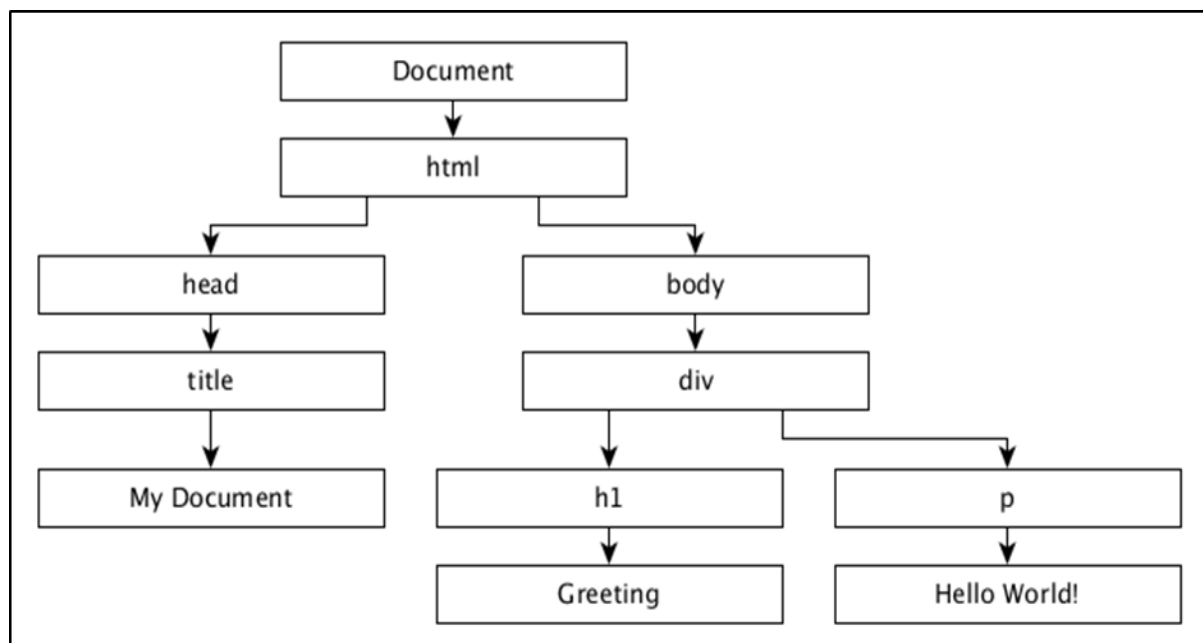 Document
html
head
body
title
div
My Document
h1
p
Greeting
Hello World!